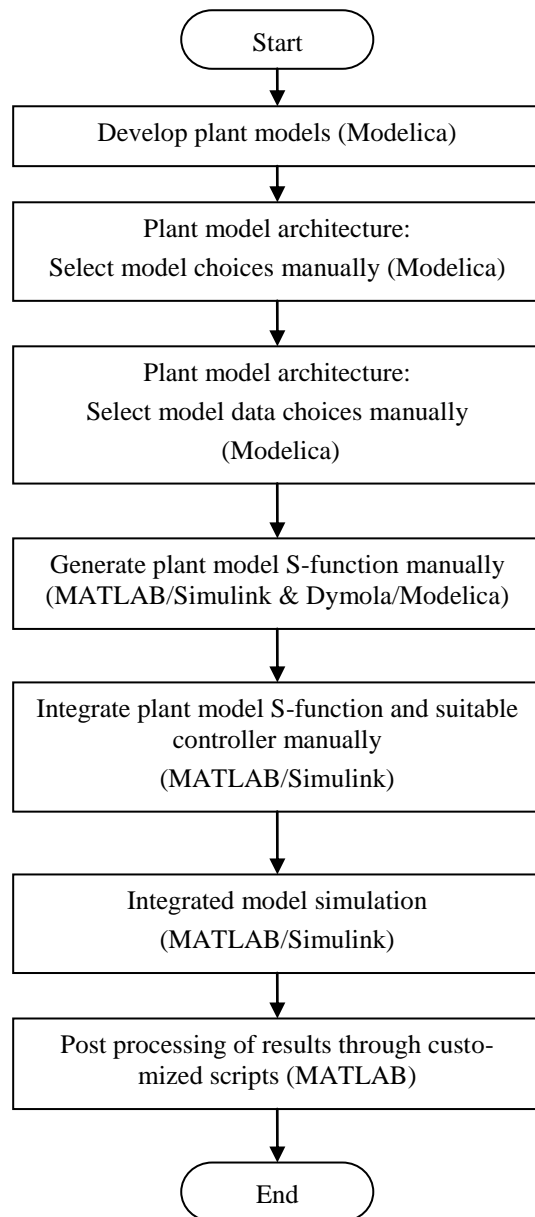 Start
Develop plant models (Modelica)
Plant model architecture:
Select model choices manually (Modelica)
Plant model architecture:
Select model data choices manually
(Modelica)
Generate plant model S-function manually
(MATLAB/Simulink & Dymola/Modelica)
Integrate plant model S-function and suitable
controller manually
(MATLAB/Simulink)
Integrated model simulation
(MATLAB/Simulink)
Post processing of results through custo-
mized scripts (MATLAB)
End